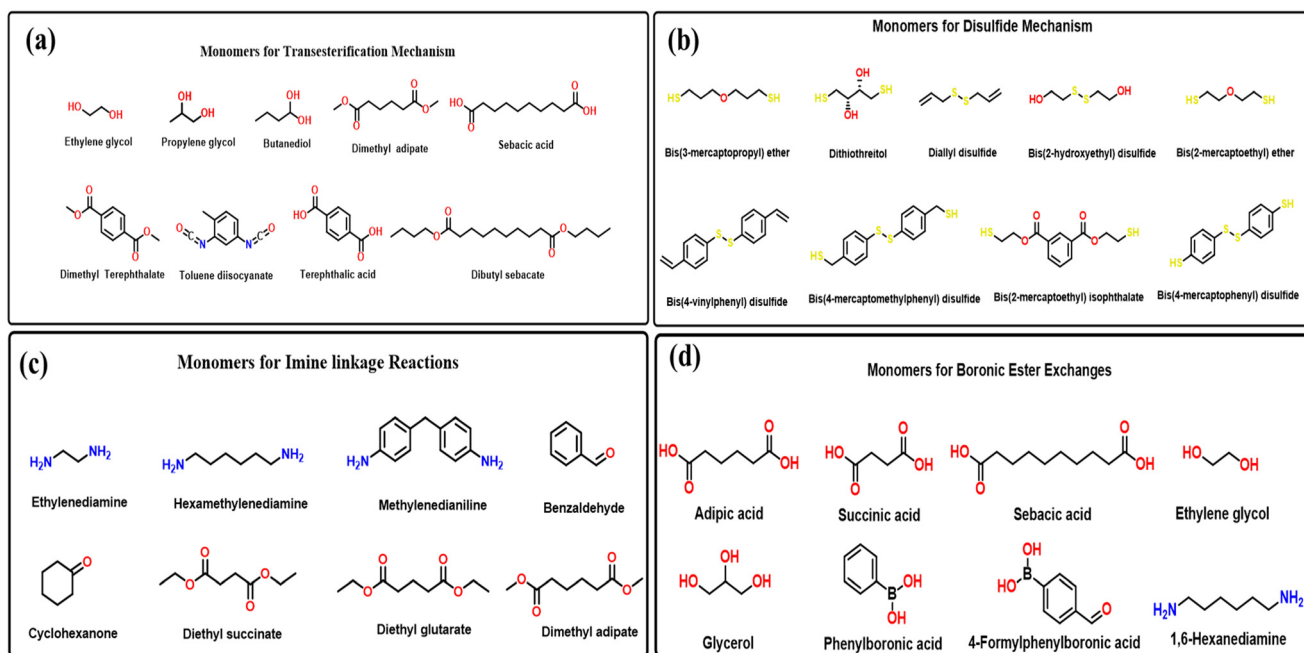 (a)
Monomers for Transesterification Mechanism
Ethylene glycol
Propylene glycol
Butanediol
Dimethyl adipate
Sebacic acid
Dimethyl Terephthalate
Toluene diisocyanate
Terephthalic acid
Dibutyl sebacate
(b)
Monomers for Disulfide Mechanism
Bis(3-mercaptopropyl) ether
Dithiothreitol
Diallyl disulfide
Bis(2-hydroxyethyl) disulfide
Bis(2-mercaptoethyl) ether
Bis(4-vinylphenyl) disulfide
Bis(4-mercaptomethylphenyl) disulfide
Bis(2-mercaptoethyl) isophthalate
Bis(4-mercaptophenyl) disulfide
(c)
Monomers for Imine linkage Reactions
Ethylenediamine
Hexamethylenediamine
Methylenedianiline
Benzaldehyde
Cyclohexanone
Diethyl succinate
Diethyl glutarate
Dimethyl adipate
(d)
Monomers for Boronic Ester Exchanges
Adipic acid
Succinic acid
Sebacic acid
Ethylene glycol
Glycerol
Phenylboronic acid
4-Formylphenylboronic acid
1,6-Hexanediamine